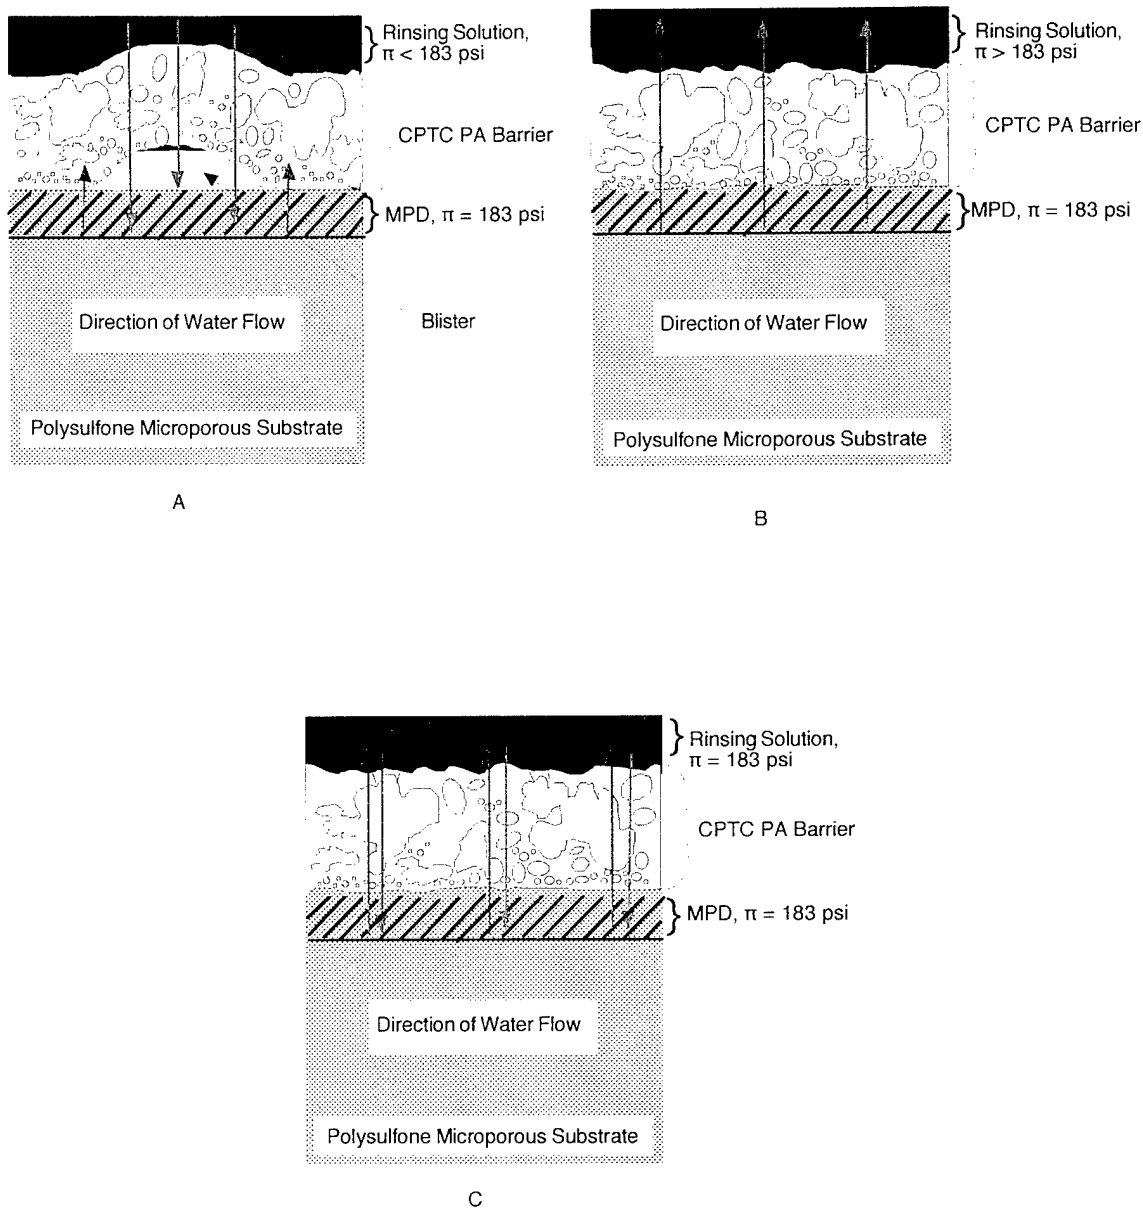 Rinsing Solution,
π < 183 psi
CPTC PA Barrier
MPD, π = 183 psi
Direction of Water Flow
Blister
Polysulfone Microporous Substrate
A
Rinsing Solution,
π > 183 psi
CPTC PA Barrier
MPD, π = 183 psi
Direction of Water Flow
Polysulfone Microporous Substrate
B
Rinsing Solution,
π = 183 psi
CPTC PA Barrier
MPD, π = 183 psi
Direction of Water Flow
Polysulfone Microporous Substrate
C